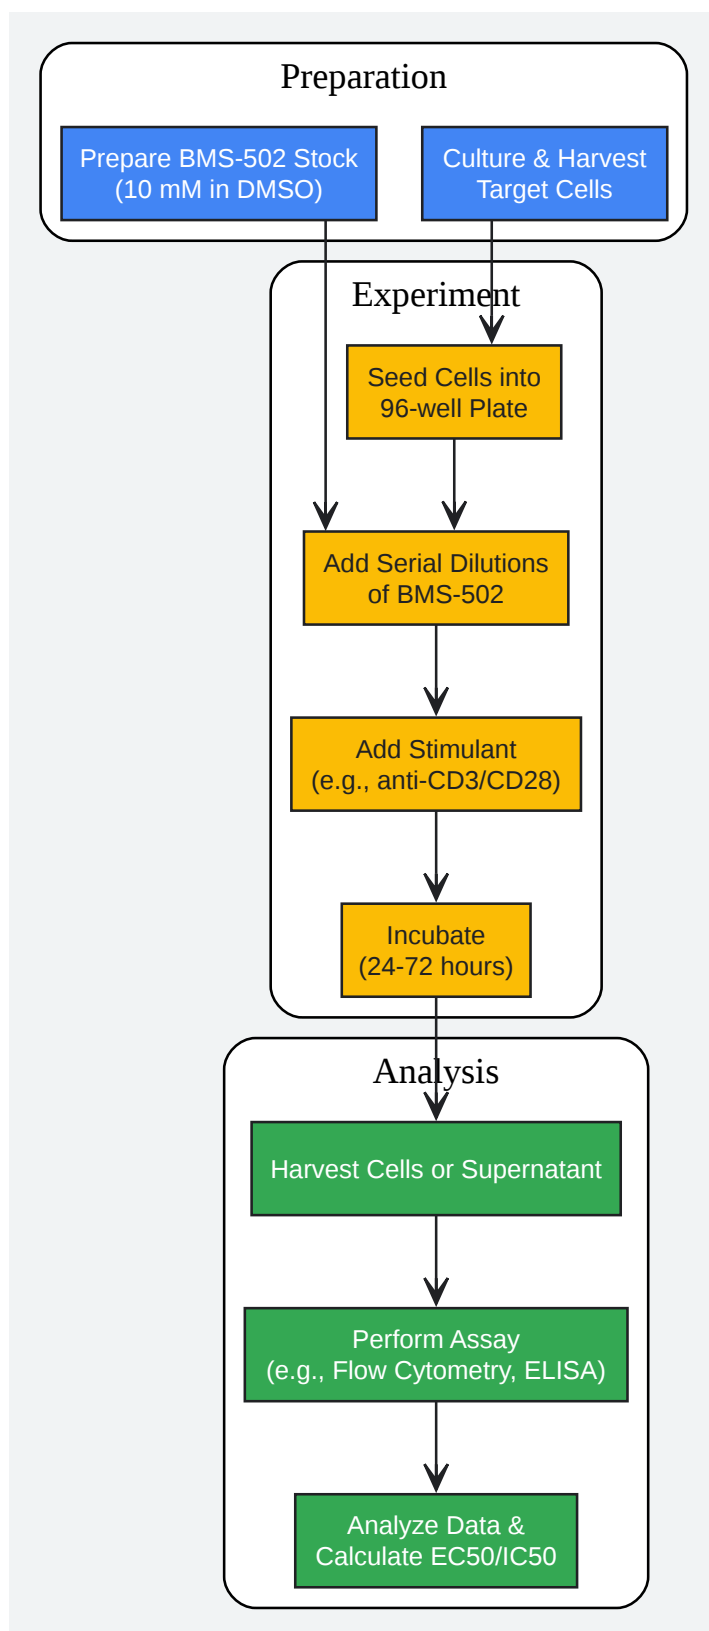 Preparation
Prepare BMS-502 Stock
(10 mM in DMSO)
Culture & Harvest
Target Cells
Experiment
Seed Cells into
96-well Plate
Add Serial Dilutions
of BMS-502
Add Stimulant
(e.g., anti-CD3/CD28)
Incubate
(24-72 hours)
Analysis
Harvest Cells or Supernatant
Perform Assay
(e.g., Flow Cytometry, ELISA)
Analyze Data &
Calculate EC50/IC50